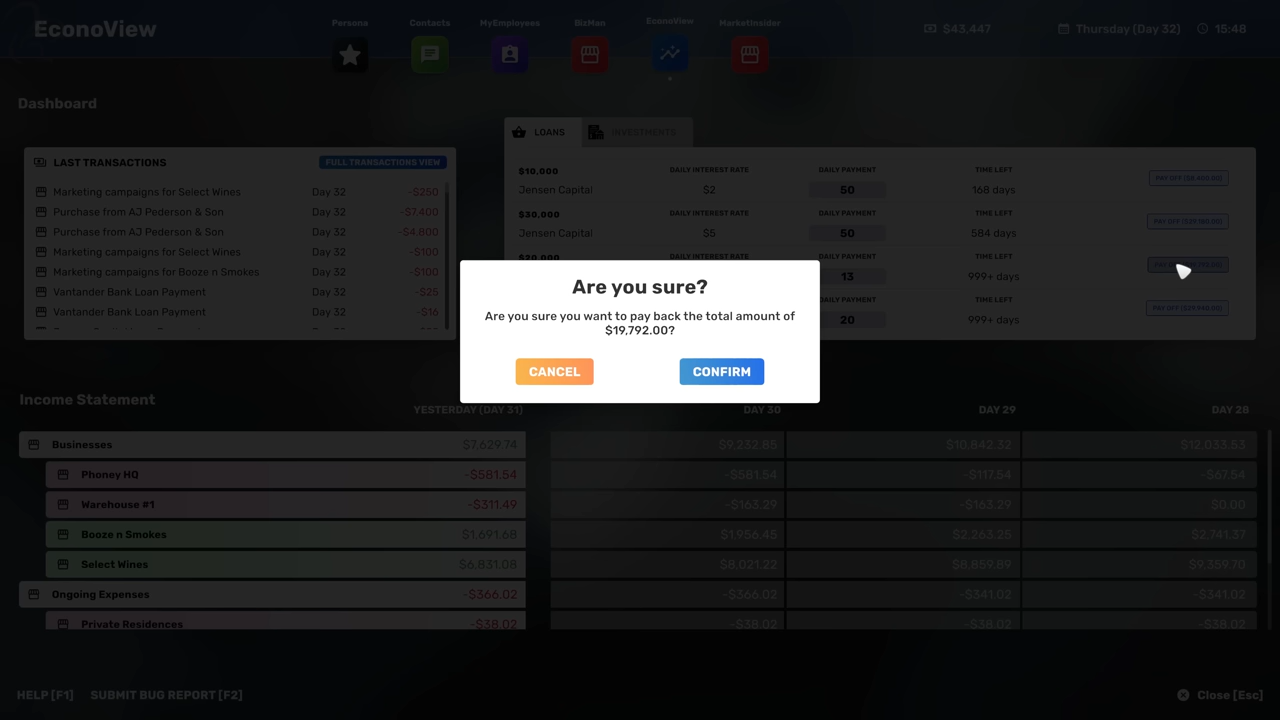 EconoView
Persona
Contacts
MyEmployees
BizMan
EconoView
MarketInsider
$43,447
Thursday (Day 32)
15:48
Dashboard
LOANS
INVESTMENTS
LAST TRANSACTIONS
FULL TRANSACTIONS VIEW
Marketing campaigns for Select Wines Day 32 -$250
Purchase from AJ Pederson & Son Day 32 -$7,400
Purchase from AJ Pederson & Son Day 32 -$4,800
Marketing campaigns for Select Wines Day 32 -$100
Marketing campaigns for Booze n Smokes Day 32 -$100
Vantander Bank Loan Payment Day 32 -$25
Vantander Bank Loan Payment Day 32 -$16
$10,000 DAILY INTEREST RATE DAILY PAYMENT TIME LEFT
Jensen Capital $2 50 168 days
PAY OFF ($8,400.00)
$30,000 DAILY INTEREST RATE DAILY PAYMENT TIME LEFT
Jensen Capital $5 50 584 days
PAY OFF
$20,000 DAILY INTEREST RATE DAILY PAYMENT TIME LEFT
13 999+ days
DAILY PAYMENT TIME LEFT
20 999+ days
PAY OFF
Are you sure?
Are you sure you want to pay back the total amount of
$19,792.00?
CANCEL
CONFIRM
Income Statement
YESTERDAY (DAY 31) DAY 30 DAY 29 DAY 28
Businesses $7,629.74 $9,232.85 $10,842.32 $12,033.53
Phoney HQ -$581.54 -$581.54 -$117.54 -$67.54
Warehouse #1 -$311.49 -$163.29 -$163.29 $0.00
Booze n Smokes $1,691.68 $1,956.45 $2,263.25 $2,741.37
Select Wines $6,831.08 $8,021.22 $8,859.89 $9,359.70
Ongoing Expenses -$366.02 -$366.02 -$341.02 -$341.02
Private Residences -$38.02 -$38.02 -$38.02 -$38.02
HELP [F1]
SUBMIT BUG REPORT [F2]
Close [Esc]